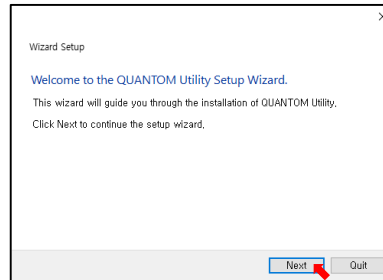 Wizard Setup
Welcome to the QUANTOM Utility Setup Wizard.
This wizard will guide you through the installation of QUANTOM Utility,
Click Next to continue the setup wizard,
Next Quit